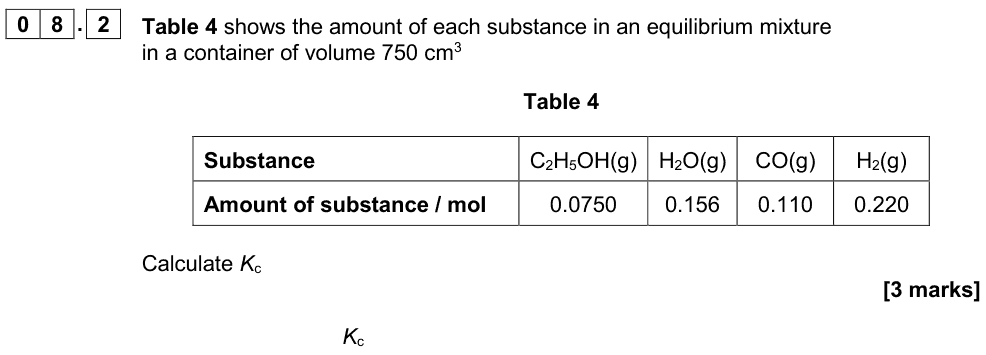 0 8 . 2 Table 4 shows the amount of each substance in an equilibrium mixture
in a container of volume 750 cm³
Table 4
Substance C₂H₅OH(g) H₂O(g) CO(g) H₂(g)
Amount of substance / mol 0.0750 0.156 0.110 0.220
Calculate Kc
[3 marks]
Kc